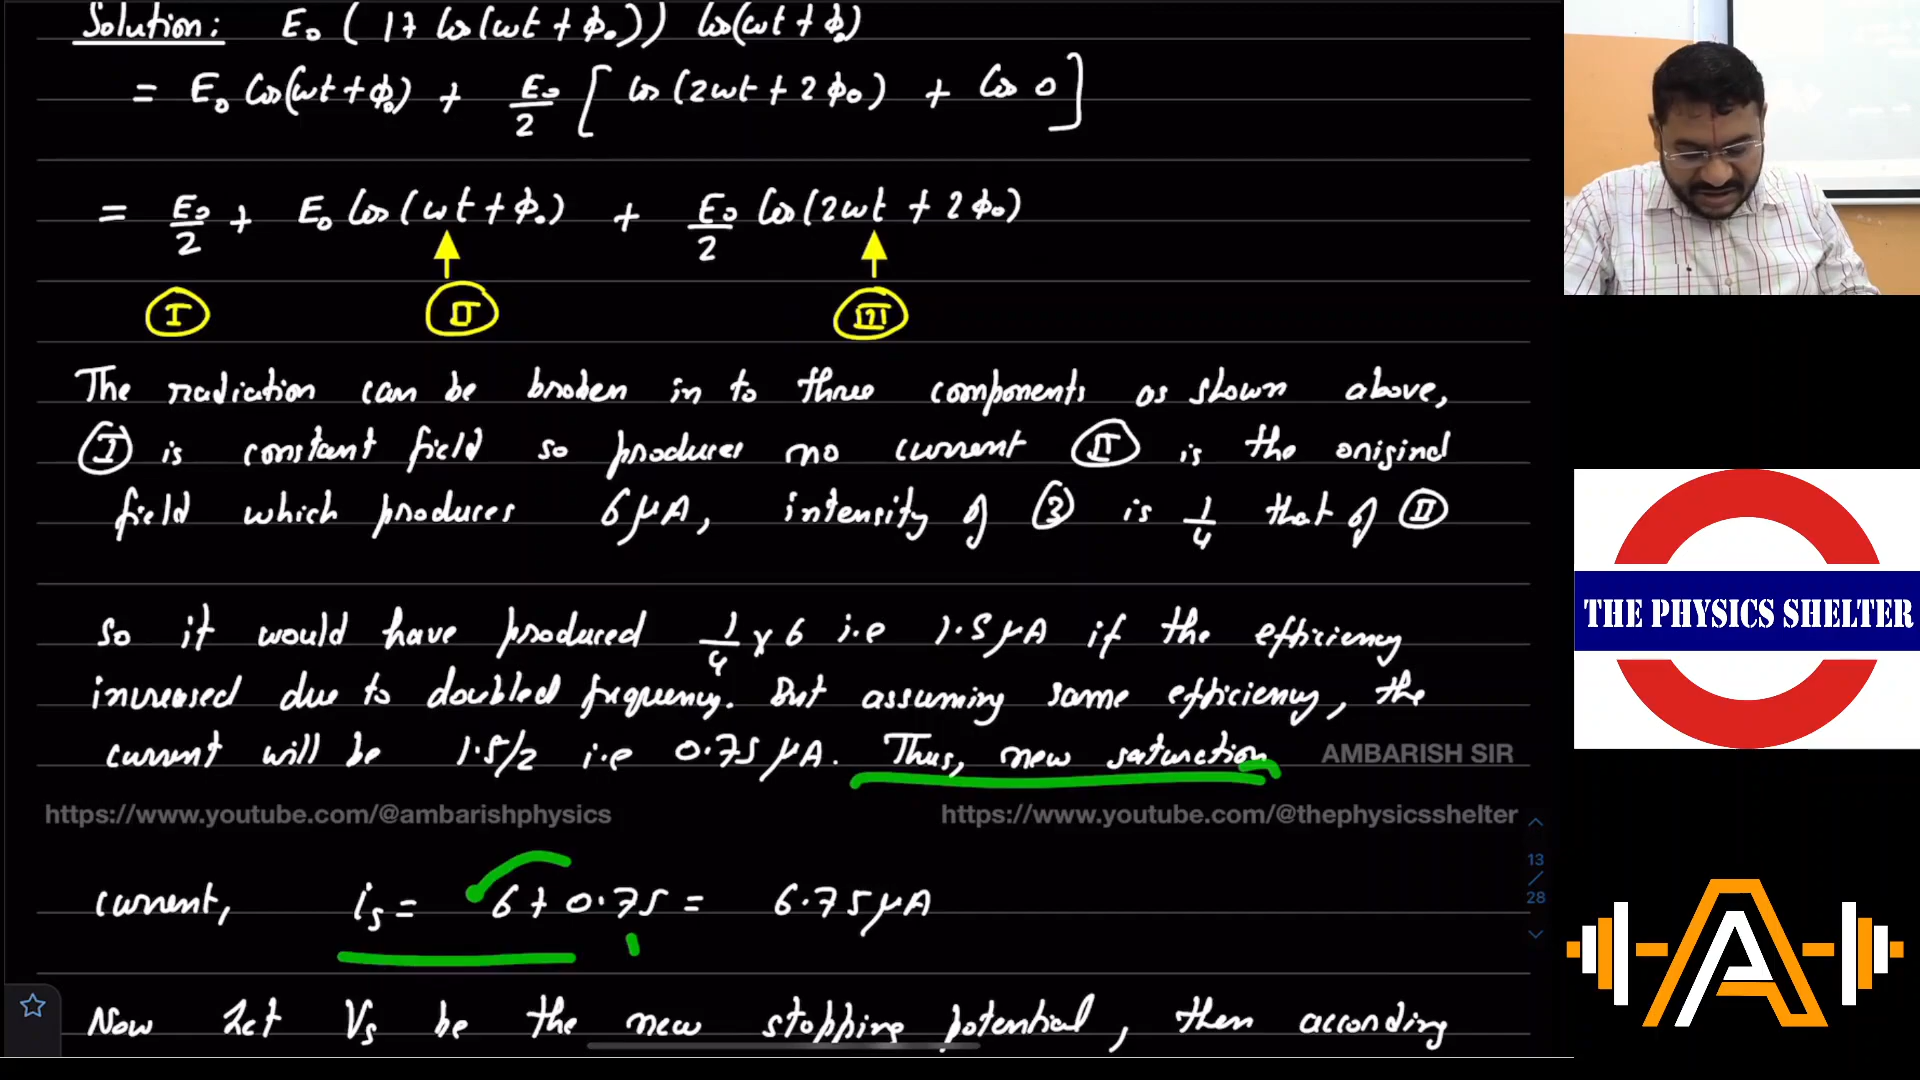 Solution: E₀ ( 1 + Cos(ωt + ϕ₀)) Cos(ωt + ϕ₀)
= E₀ Cos(ωt + ϕ₀) + E₀/2 [ Cos (2ωt + 2ϕ₀) + Cos 0 ]
= E₀/2 + E₀ Cos (ωt + ϕ₀) + E₀/2 Cos (2ωt + 2ϕ₀)
I II III
The radiation can be broken in to three components as shown above,
I is constant field so produces no current II is the original
field which produces 6 μA, intensity of 3 is 1/4 that of II
So it would have produced 1/4 x 6 i.e 1.5 μA if the efficiency
increased due to doubled frequency. But assuming same efficiency, the
current will be 1.5/2 i.e 0.75 μA. Thus, new saturation
AMBARISH SIR
https://www.youtube.com/@ambarishphysics
https://www.youtube.com/@thephysicsshelter
current, is = 6 + 0.75 = 6.75 μA
13
/
28
Now Let Vs be the new stopping potential, then according
THE PHYSICS SHELTER
A